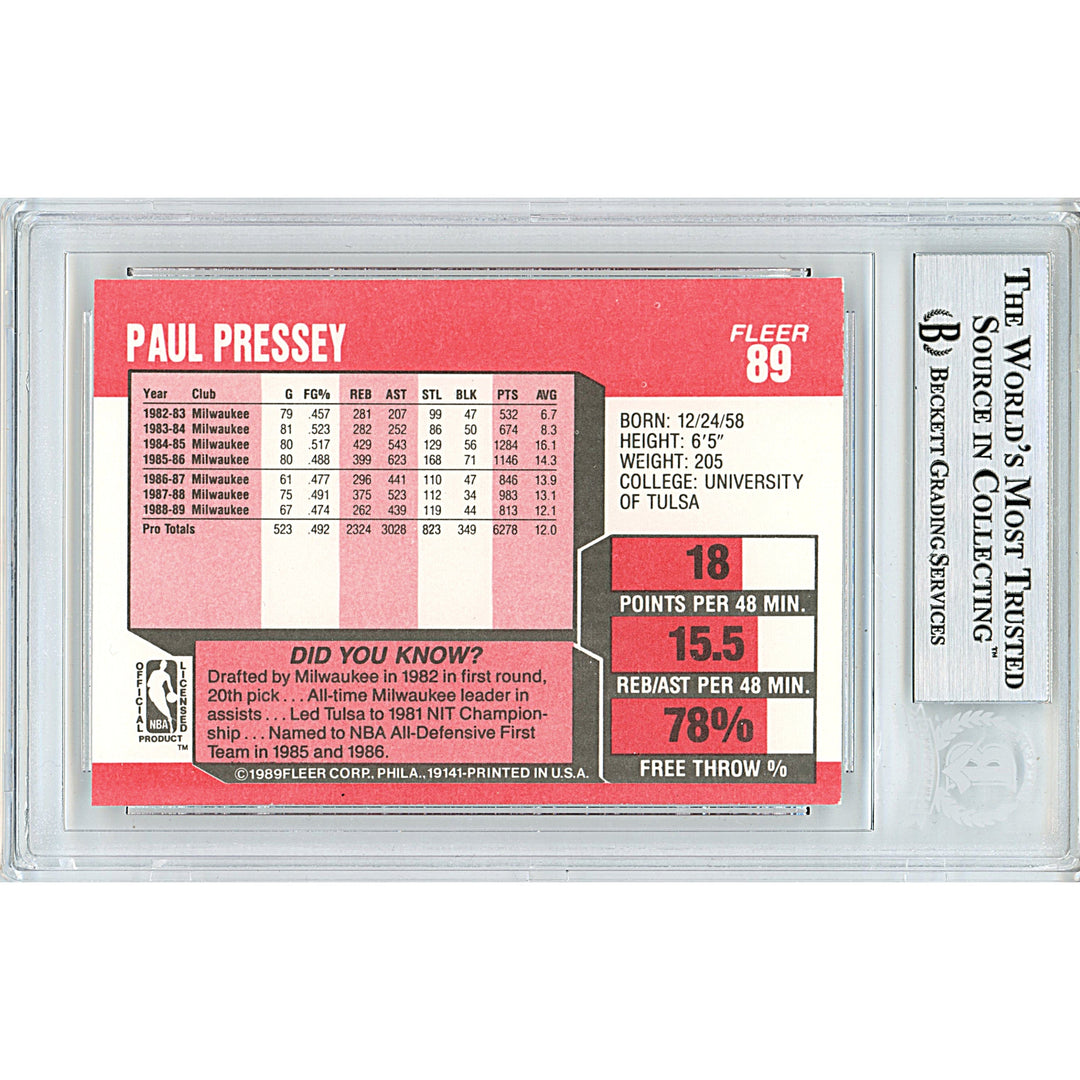 PAUL PRESSEY
FLEER
89
Year Club G FG% REB AST STL BLK PTS AVG
1982-83 Milwaukee 79 .457 281 207 99 47 532 6.7
1983-84 Milwaukee 81 .523 282 252 86 50 674 8.3
1984-85 Milwaukee 80 .517 429 543 129 56 1284 16.1
1985-86 Milwaukee 80 .488 399 623 168 71 1146 14.3
1986-87 Milwaukee 61 .477 296 441 110 47 846 13.9
1987-88 Milwaukee 75 .491 375 523 112 34 983 13.1
1988-89 Milwaukee 67 .474 262 439 119 44 813 12.1
Pro Totals 523 .492 2324 3028 823 349 6278 12.0
BORN: 12/24/58
HEIGHT: 6'5"
WEIGHT: 205
COLLEGE: UNIVERSITY
OF TULSA
18
POINTS PER 48 MIN.
15.5
REB/AST PER 48 MIN.
78%
FREE THROW %
OFFICIAL
LICENSED
NBA
PRODUCT ™
DID YOU KNOW?
Drafted by Milwaukee in 1982 in first round,
20th pick . . . All-time Milwaukee leader in
assists . . . Led Tulsa to 1981 NIT Champion-
ship . . . Named to NBA All-Defensive First
Team in 1985 and 1986.
©1989FLEER CORP., PHILA., 19141-PRINTED IN U.S.A.
THE WORLD'S MOST TRUSTED
SOURCE IN COLLECTING™
B BECKETT GRADING SERVICES
B